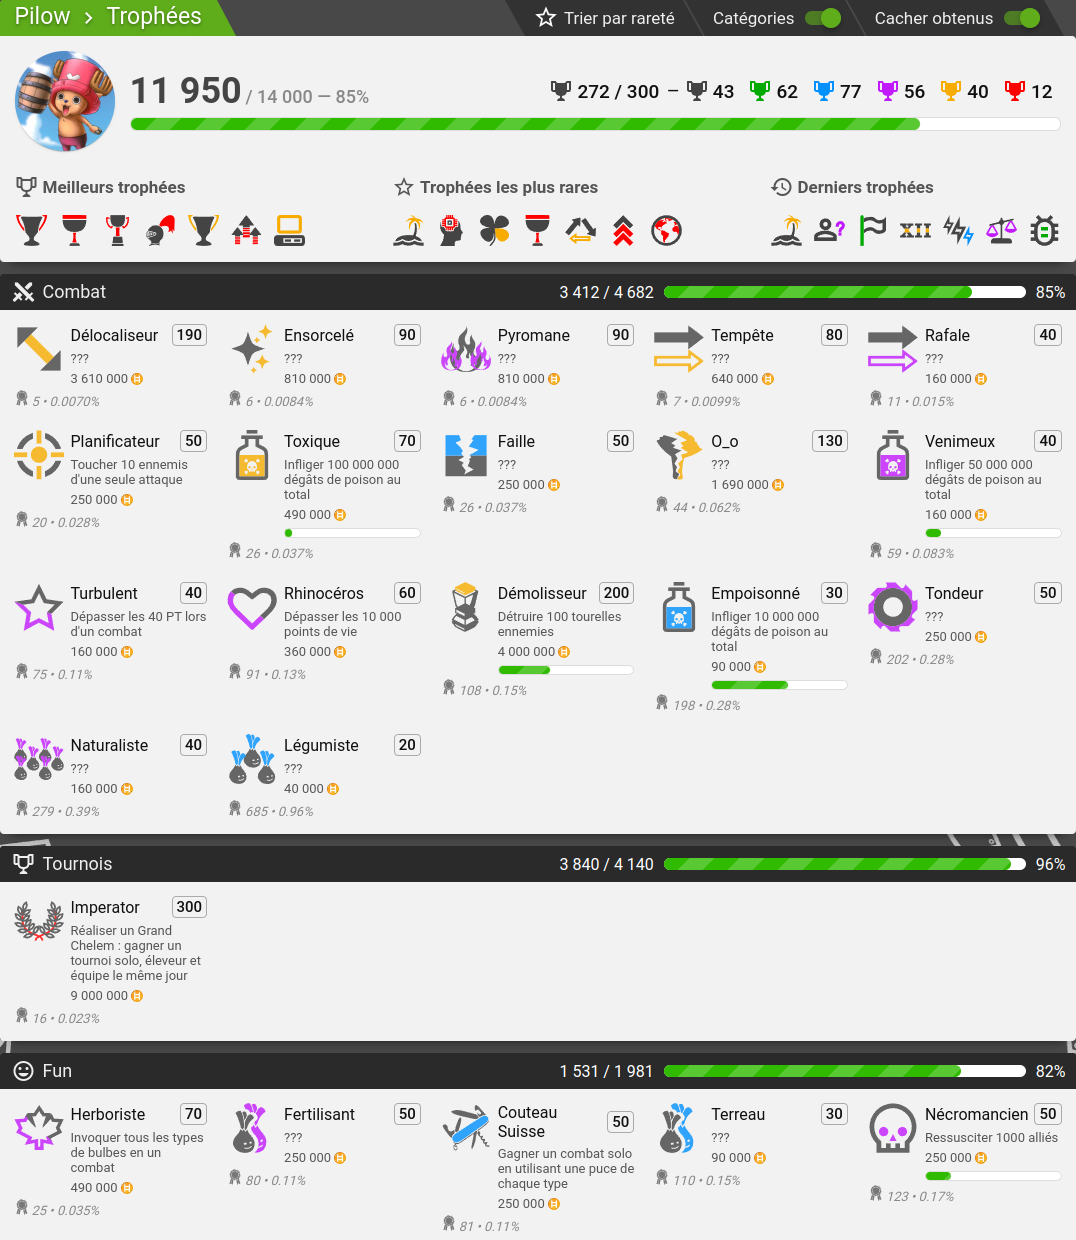 Pilow › Trophées
Trier par rareté
Catégories
Cacher obtenus
11 950 / 14 000 — 85%
272 / 300 – 43 62 77 56 40 12
Meilleurs trophées
Trophées les plus rares
Derniers trophées
XII
Combat
3 412 / 4 682
85%
Délocaliseur 190
???
3 610 000
5 • 0.0070%
Ensorcelé 90
???
810 000
6 • 0.0084%
Pyromane 90
???
810 000
6 • 0.0084%
Tempête 80
???
640 000
7 • 0.0099%
Rafale 40
???
160 000
11 • 0.015%
Planificateur 50
Toucher 10 ennemis
d'une seule attaque
250 000
20 • 0.028%
Toxique 70
Infliger 100 000 000
dégâts de poison au
total
490 000
26 • 0.037%
Faille 50
???
250 000
26 • 0.037%
O_o 130
???
1 690 000
44 • 0.062%
Venimeux 40
Infliger 50 000 000
dégâts de poison au
total
160 000
59 • 0.083%
Turbulent 40
Dépasser les 40 PT lors
d'un combat
160 000
75 • 0.11%
Rhinocéros 60
Dépasser les 10 000
points de vie
360 000
91 • 0.13%
Démolisseur 200
Détruire 100 tourelles
ennemies
4 000 000
108 • 0.15%
Empoisonné 30
Infliger 10 000 000
dégâts de poison au
total
90 000
198 • 0.28%
Tondeur 50
???
250 000
202 • 0.28%
Naturaliste 40
???
160 000
279 • 0.39%
Légumiste 20
???
40 000
685 • 0.96%
Tournois
3 840 / 4 140
96%
Imperator 300
Réaliser un Grand
Chelem : gagner un
tournoi solo, éleveur et
équipe le même jour
9 000 000
16 • 0.023%
Fun
1 531 / 1 981
82%
Herboriste 70
Invoquer tous les types
de bulbes en un
combat
490 000
25 • 0.035%
Fertilisant 50
???
250 000
80 • 0.11%
Couteau
Suisse 50
Gagner un combat solo
en utilisant une puce de
chaque type
250 000
81 • 0.11%
Terreau 30
???
90 000
110 • 0.15%
Nécromancien 50
Ressusciter 1000 alliés
250 000
123 • 0.17%